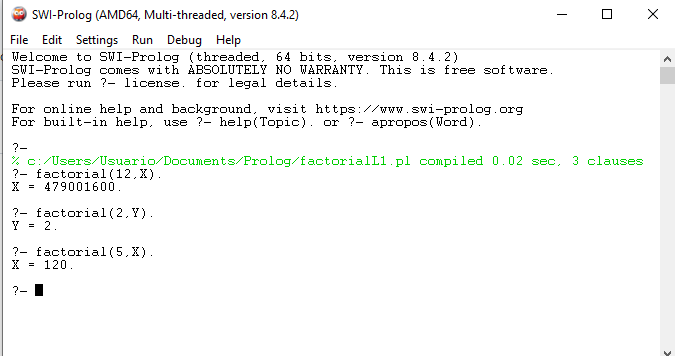 SWI-Prolog (AMD64, Multi-threaded, version 8.4.2)
File Edit Settings Run Debug Help
Welcome to SWI-Prolog (threaded, 64 bits, version 8.4.2)
SWI-Prolog comes with ABSOLUTELY NO WARRANTY. This is free software.
Please run ?- license. for legal details.
For online help and background, visit https://www.swi-prolog.org
For built-in help, use ?- help(Topic). or ?- apropos(Word).
?-
% c:/Users/Usuario/Documents/Prolog/factorialL1.pl compiled 0.02 sec, 3 clauses
?- factorial(12,X).
X = 479001600.
?- factorial(2,Y).
Y = 2.
?- factorial(5,X).
X = 120.
?-